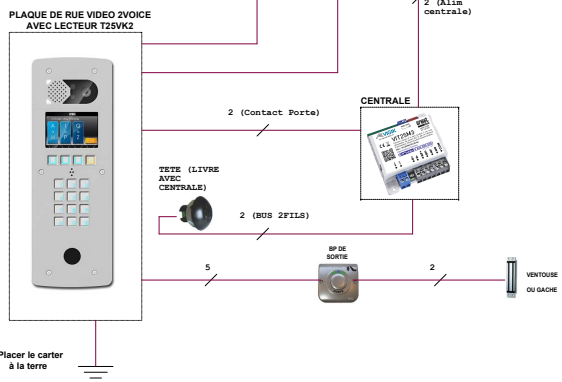 2 (Alim
centrale)
PLAQUE DE RUE VIDEO 2VOICE
AVEC LECTEUR T25VK2
CENTRALE
2 (Contact Porte)
VIGIK
TETE (LIVRE
AVEC
CENTRALE)
2 (BUS 2FILS)
BP DE
SORTIE
5
2
VENTOUSE
OU GACHE
Placer le carter
à la terre